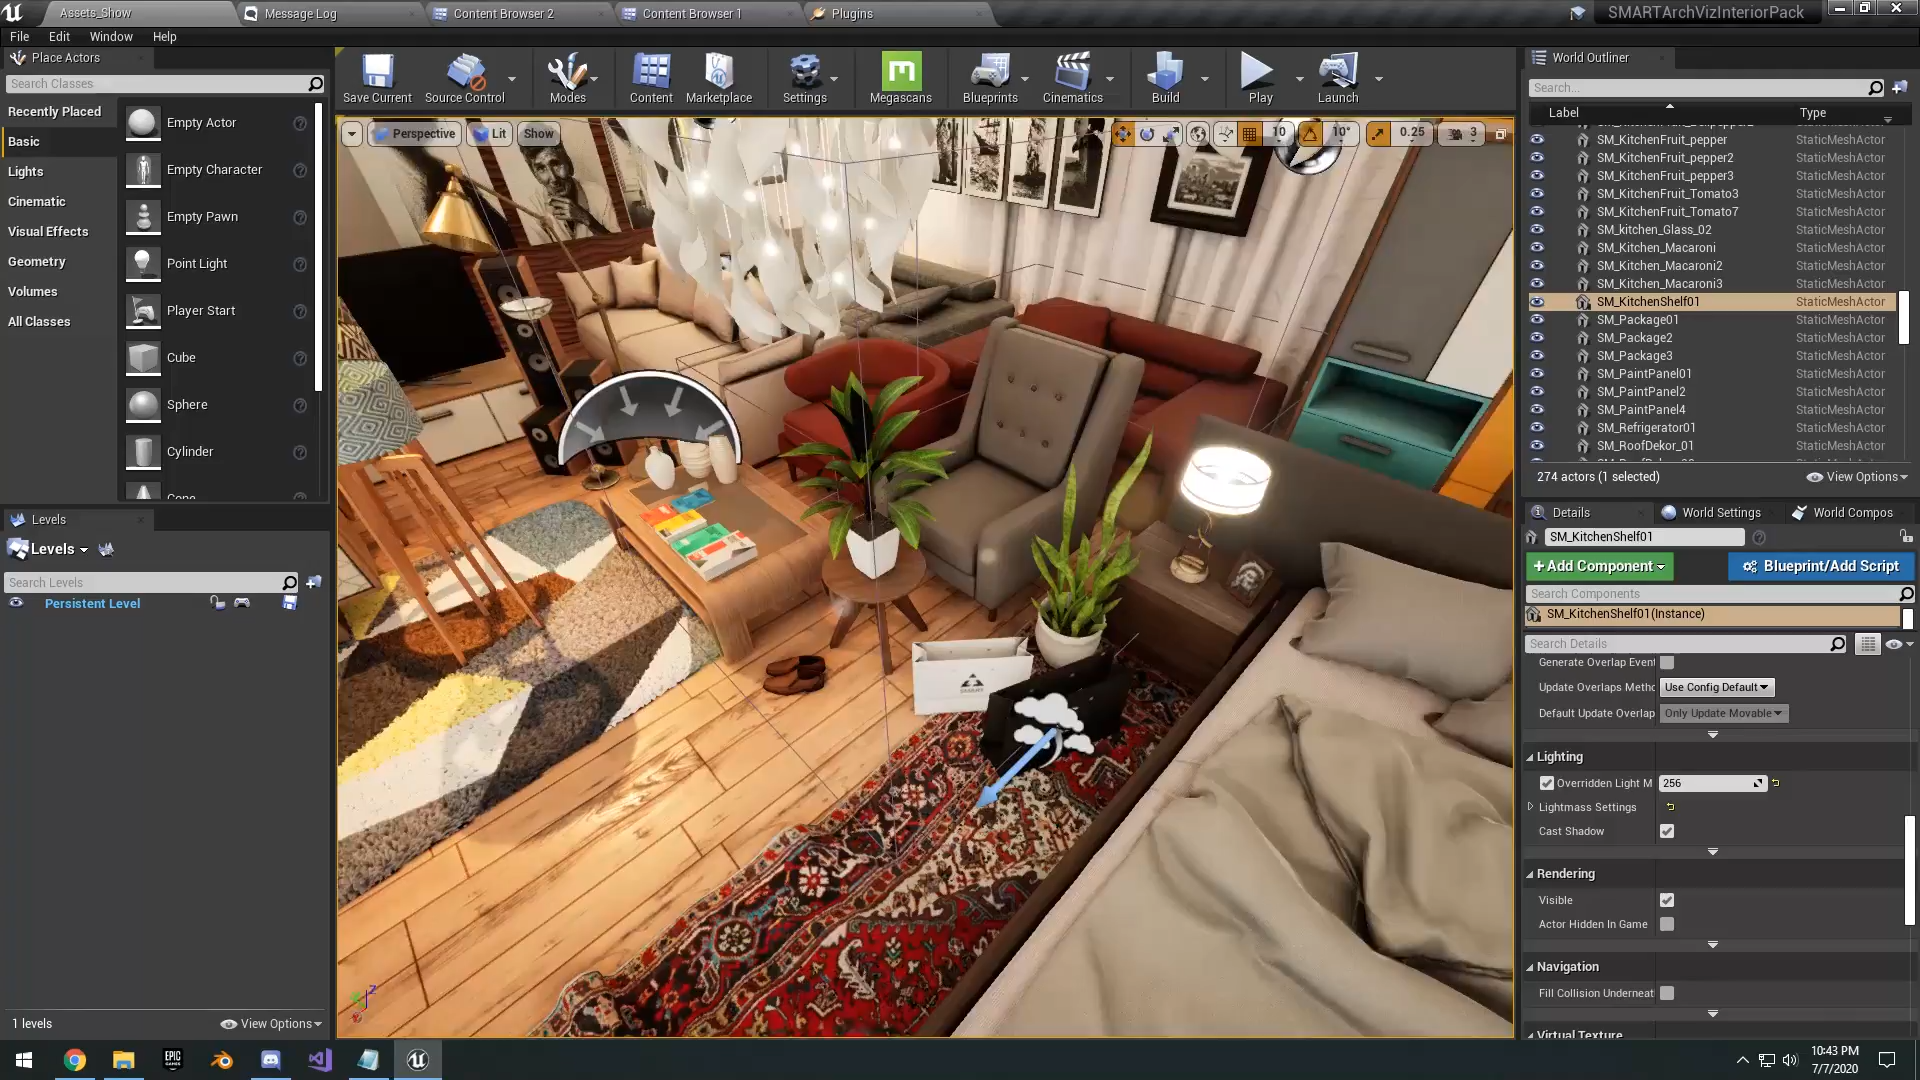 Assets_Show
Message Log
Content Browser 2
Content Browser 1
Plugins
SMARTArchVizInteriorPack
File Edit Window Help
Place Actors
Search Classes
Recently Placed
Basic
Lights
Cinematic
Visual Effects
Geometry
Volumes
All Classes
Empty Actor
Empty Character
Empty Pawn
Point Light
Player Start
Cube
Sphere
Cylinder
Cone
Levels
Levels
Search Levels
Persistent Level
1 levels
View Options
Save Current
Source Control
Modes
Content
Marketplace
Settings
Megascans
Blueprints
Cinematics
Build
Play
Launch
Perspective
Lit
Show
10
10°
0.25
3
World Outliner
Search...
Label
Type
SM_KitchenFruit_pepper StaticMeshActor
SM_KitchenFruit_pepper2 StaticMeshActor
SM_KitchenFruit_pepper3 StaticMeshActor
SM_KitchenFruit_Tomato3 StaticMeshActor
SM_KitchenFruit_Tomato7 StaticMeshActor
SM_kitchen_Glass_02 StaticMeshActor
SM_Kitchen_Macaroni StaticMeshActor
SM_Kitchen_Macaroni2 StaticMeshActor
SM_Kitchen_Macaroni3 StaticMeshActor
SM_KitchenShelf01 StaticMeshActor
SM_Package01 StaticMeshActor
SM_Package2 StaticMeshActor
SM_Package3 StaticMeshActor
SM_PaintPanel01 StaticMeshActor
SM_PaintPanel2 StaticMeshActor
SM_PaintPanel4 StaticMeshActor
SM_Refrigerator01 StaticMeshActor
SM_RoofDekor_01 StaticMeshActor
274 actors (1 selected)
View Options
Details
World Settings
World Compos
SM_KitchenShelf01
+Add Component
Blueprint/Add Script
Search Components
SM_KitchenShelf01(Instance)
Search Details
Generate Overlap Event
Update Overlaps Metho Use Config Default
Default Update Overlap Only Update Movable
Lighting
Overridden Light M 256
Lightmass Settings
Cast Shadow
Rendering
Visible
Actor Hidden In Game
Navigation
Fill Collision Underneat
Virtual Texture
EPIC GAMES
10:43 PM
7/7/2020